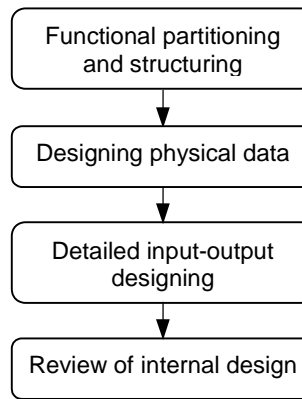 Functional partitioning
and structuring
Designing physical data
Detailed input-output
designing
Review of internal design